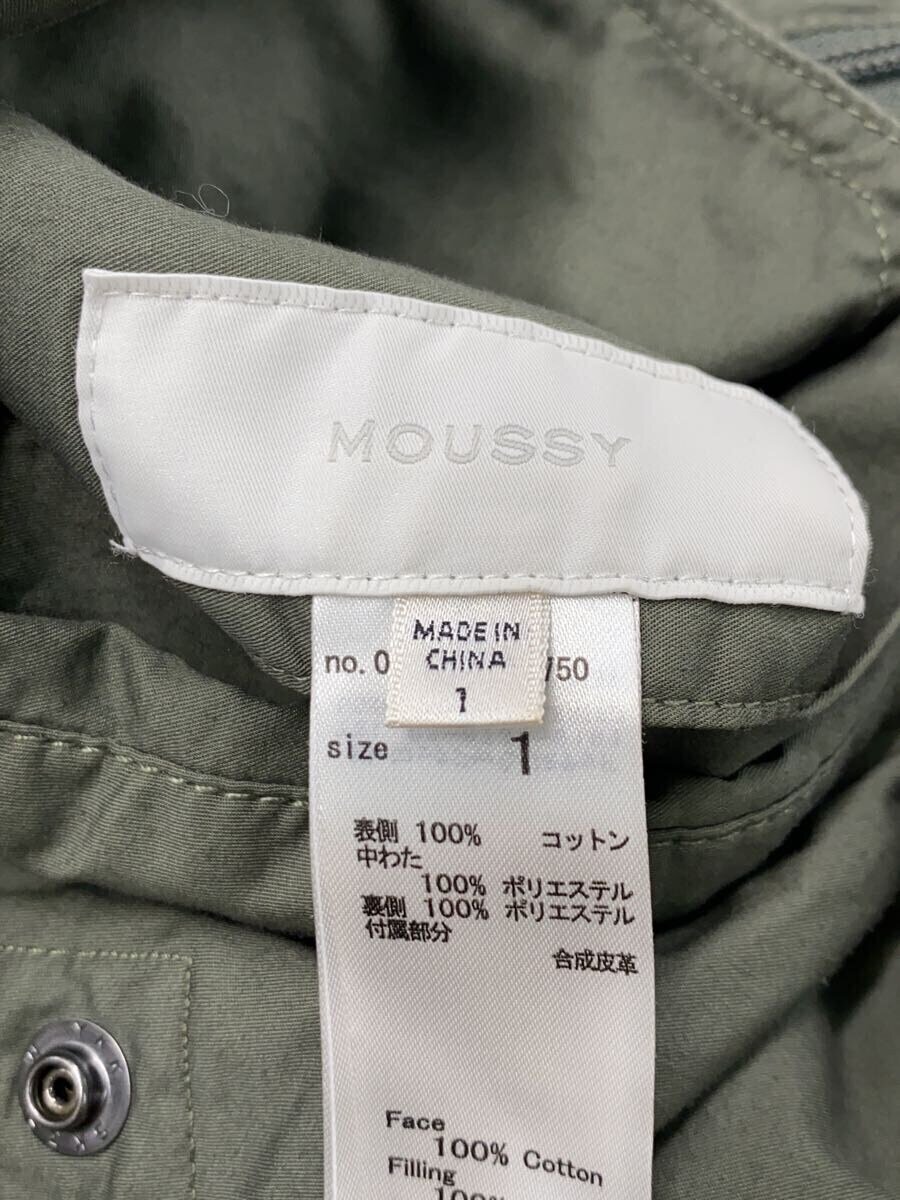 MOUSSY
MADE IN
CHINA
1
no. 0 750
size 1
表側 100% コットン
中わた
100% ポリエステル
裏側 100% ポリエステル
付属部分
合成皮革
Face
100% Cotton
Filling
100%